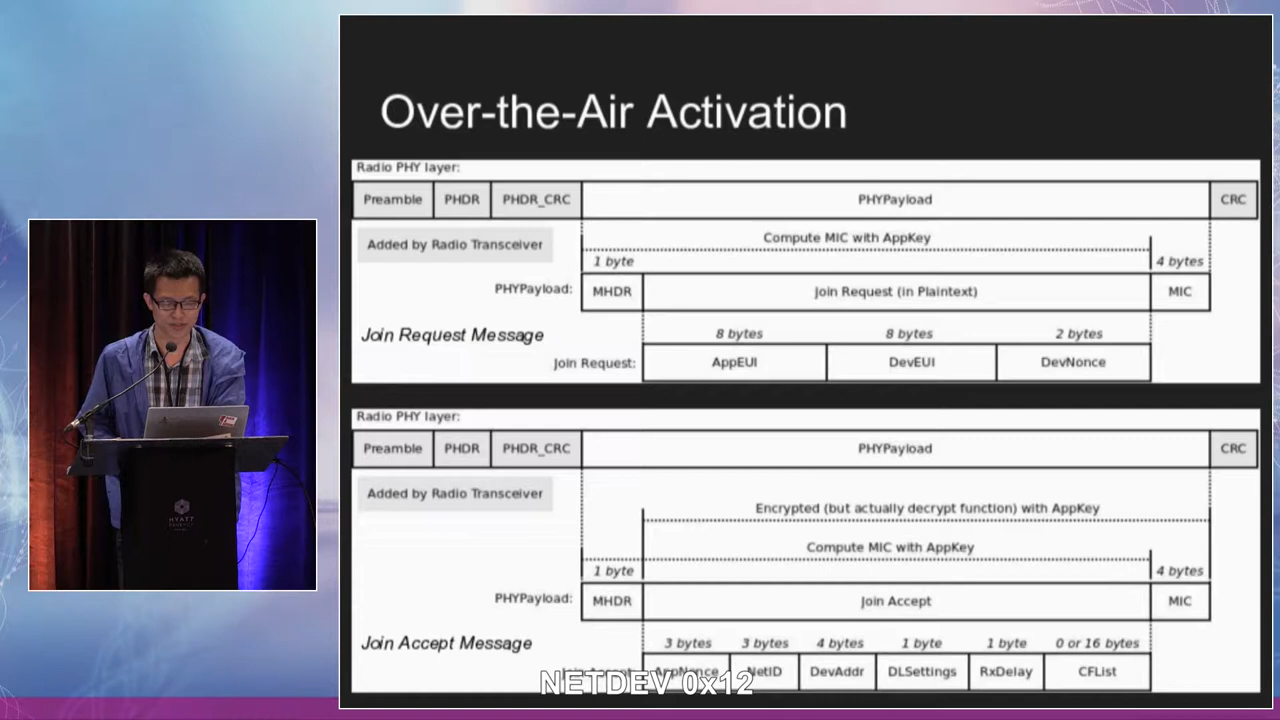 Over-the-Air Activation
Radio PHY layer:
Preamble PHDR PHDR_CRC PHYPayload CRC
Added by Radio Transceiver
Compute MIC with AppKey
1 byte 4 bytes
PHYPayload: MHDR Join Request (in Plaintext) MIC
Join Request Message
8 bytes 8 bytes 2 bytes
Join Request: AppEUI DevEUI DevNonce
Radio PHY layer:
Preamble PHDR PHDR_CRC PHYPayload CRC
Added by Radio Transceiver
Encrypted (but actually decrypt function) with AppKey
Compute MIC with AppKey
1 byte 4 bytes
PHYPayload: MHDR Join Accept MIC
Join Accept Message
3 bytes 3 bytes 4 bytes 1 byte 1 byte 0 or 16 bytes
Join Accept: AppNonce NetID DevAddr DLSettings RxDelay CFList
NETDEV 0x12
HYATT